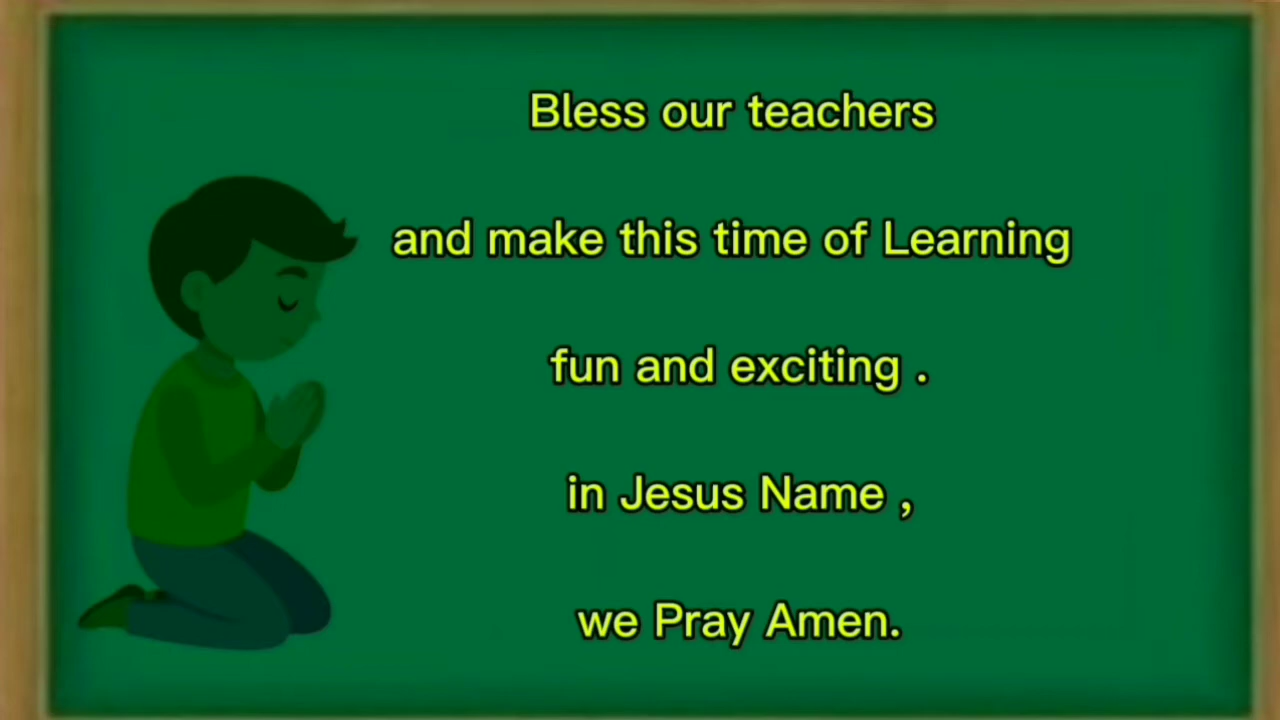 Bless our teachers
and make this time of Learning
fun and exciting .
in Jesus Name ,
we Pray Amen.